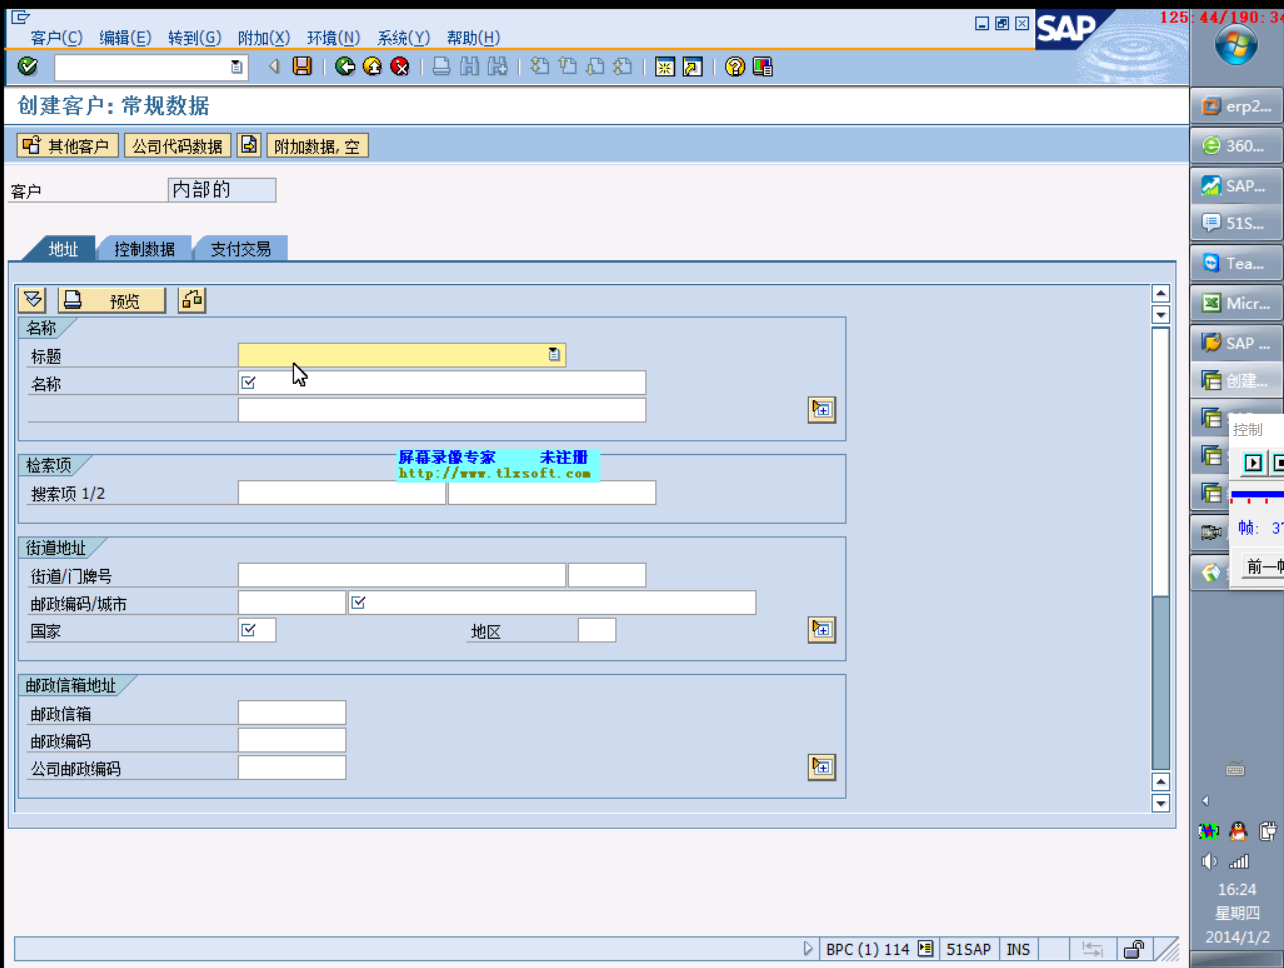 125:44/190:34
客户(C) 编辑(E) 转到(G) 附加(X) 环境(N) 系统(Y) 帮助(H)
SAP
创建客户: 常规数据
erp2...
其他客户 公司代码数据 附加数据, 空
360...
客户 内部的
SAP...
51S...
地址 控制数据 支付交易
Tea...
预览
Micr...
名称
标题
SAP ...
名称
创建...
控制
检索项
屏幕录像专家 未注册
http://www.tlxsoft.com
搜索项 1/2
帧: 3
街道地址
前一帧
街道/门牌号
邮政编码/城市
国家 地区
邮政信箱地址
邮政信箱
邮政编码
公司邮政编码
16:24
星期四
2014/1/2
BPC (1) 114 51SAP INS